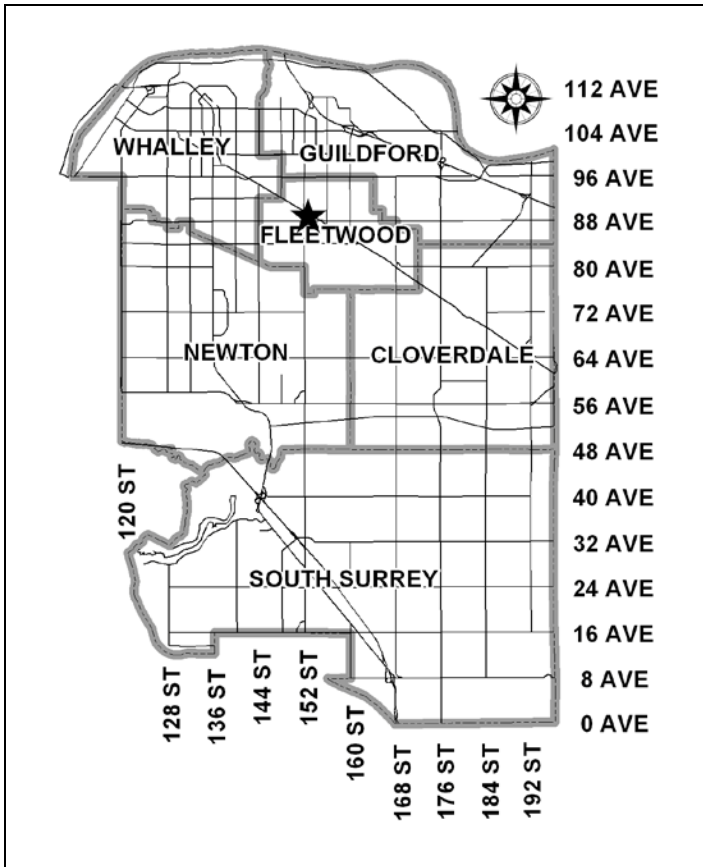 112 AVE
104 AVE
WHALLEY
GUILDFORD
96 AVE
88 AVE
FLEETWOOD
80 AVE
72 AVE
NEWTON
CLOVERDALE
64 AVE
56 AVE
48 AVE
120 ST
40 AVE
32 AVE
SOUTH SURREY
24 AVE
16 AVE
8 AVE
0 AVE
128 ST
136 ST
144 ST
152 ST
160 ST
168 ST
176 ST
184 ST
192 ST